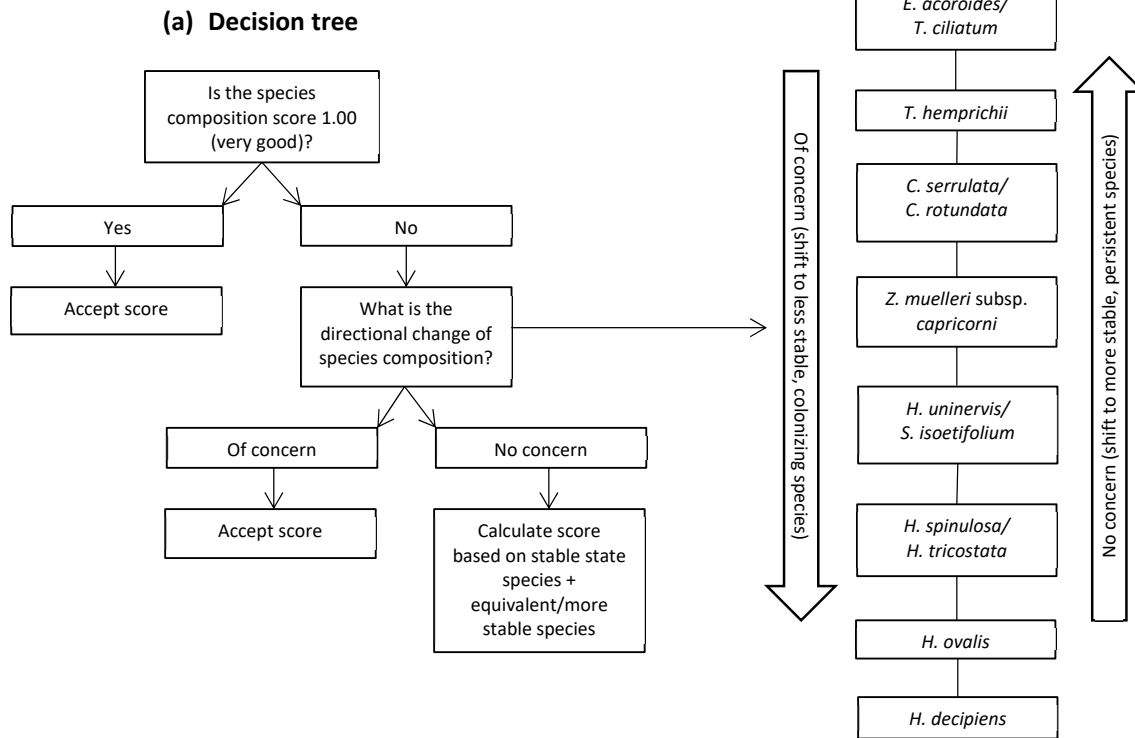 (a) Decision tree
Is the species
composition score 1.00
(very good)?
Yes
No
Accept score
What is the
directional change of
species composition?
Of concern
No concern
Accept score
Calculate score
based on stable state
species +
equivalent/more
stable species
Of concern (shift to less stable, colonizing species)
E. acoroides/
T. ciliatum
T. hemprichii
C. serrulata/
C. rotundata
Z. muelleri subsp.
capricorni
H. uninervis/
S. isoetifolium
H. spinulosa/
H. tricostata
H. ovalis
H. decipiens
No concern (shift to more stable, persistent species)